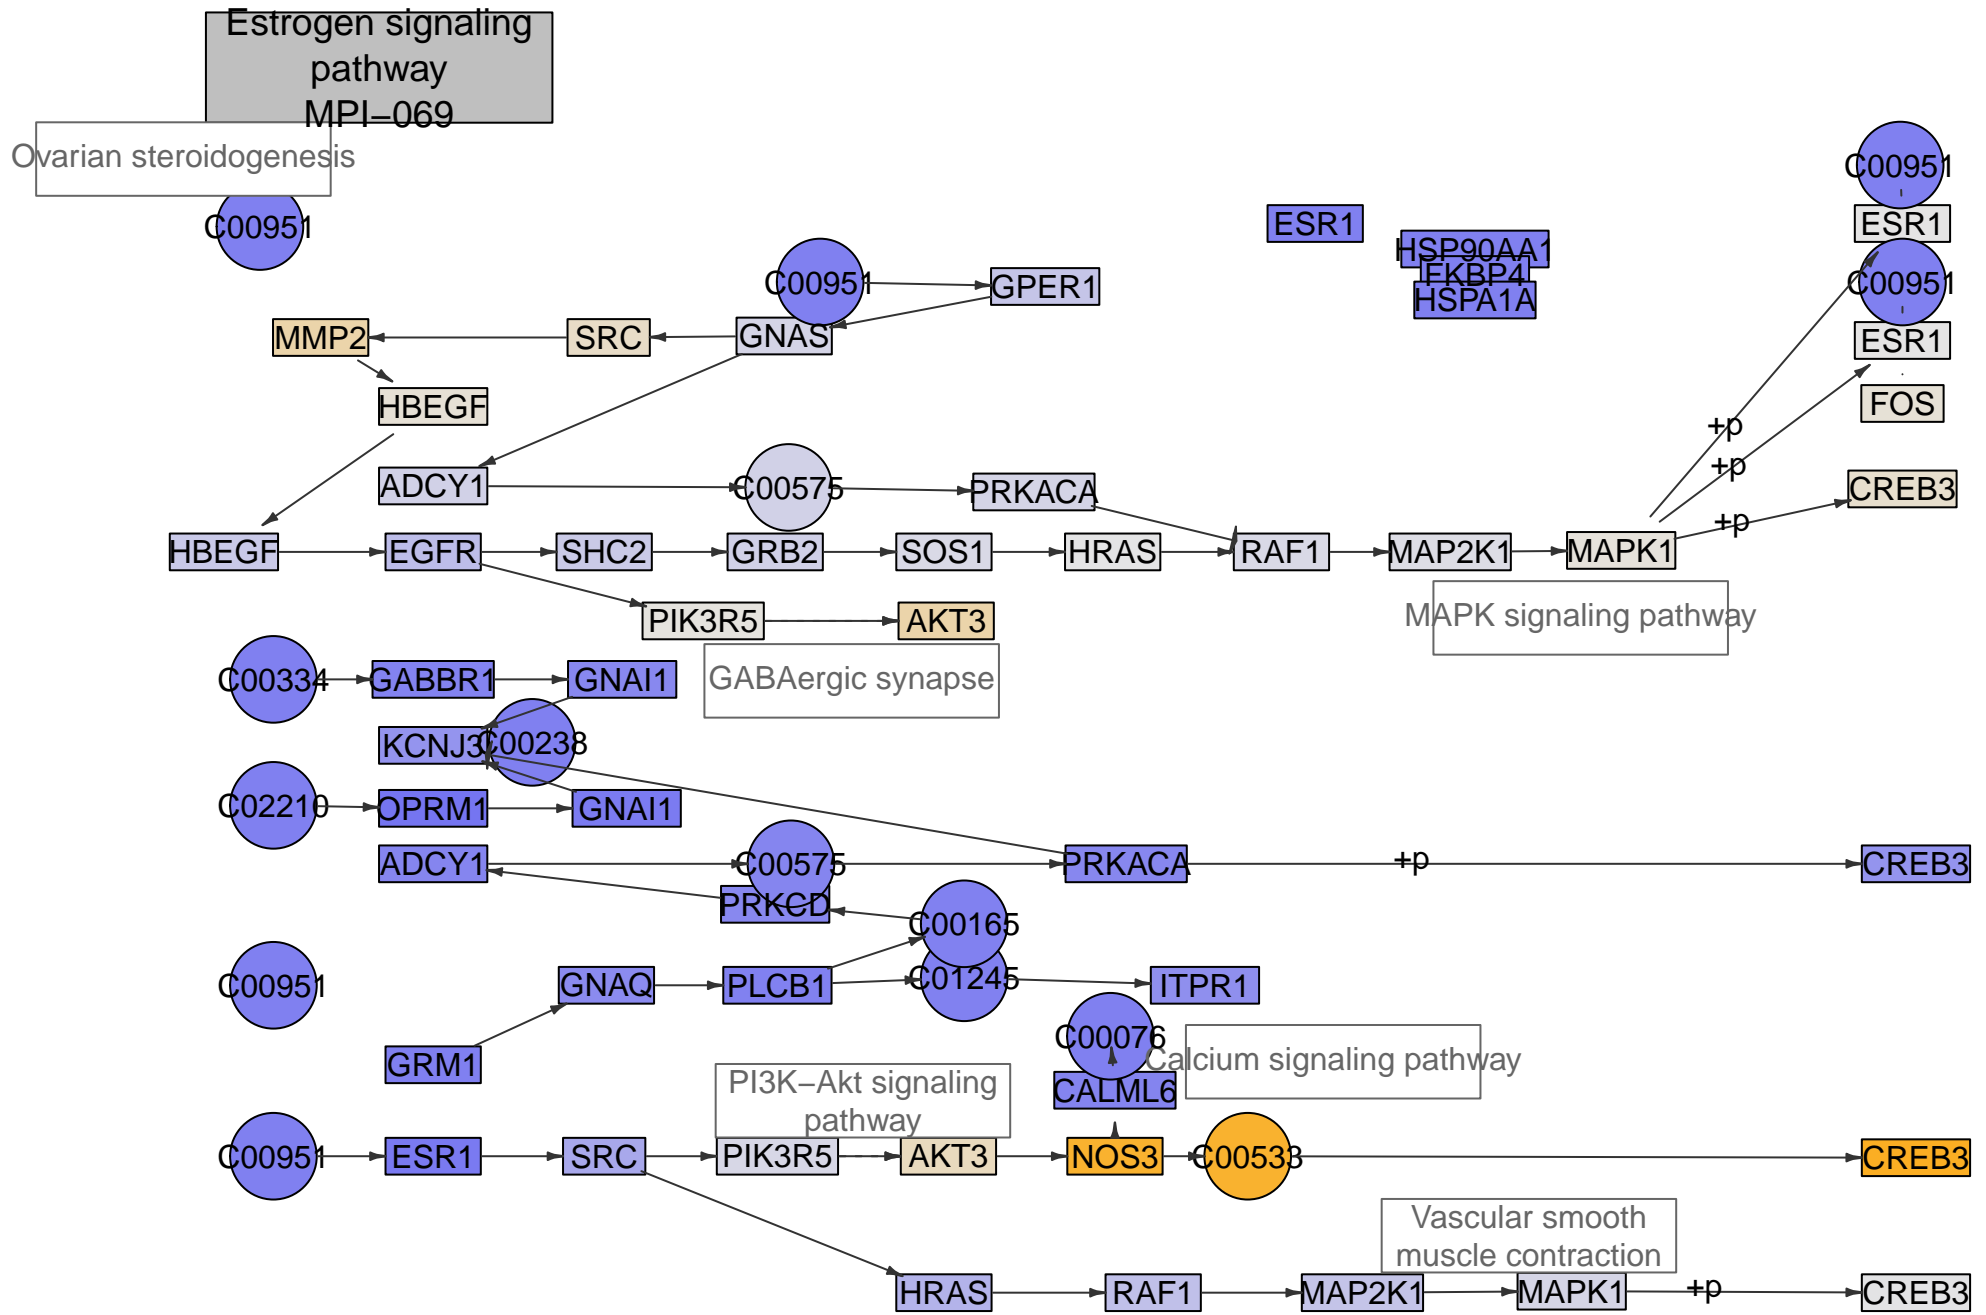 Estrogen signaling
pathway
MPI−069
Ovarian steroidogenesis
C00951
C00951
ESR1
C00951
ESR1
HSP90AA1
FKBP4
HSPA1A
C00951
GPER1
C00951
MMP2
SRC
GNAS
ESR1
HBEGF
FOS
+p
+p
ADCY1
C00575
PRKACA
CREB3
+p
HBEGF
EGFR
SHC2
GRB2
SOS1
HRAS
RAF1
MAP2K1
MAPK1
PIK3R5
AKT3
MAPK signaling pathway
C00334
GABBR1
GNAI1
GABAergic synapse
KCNJ3
C00238
C02210
OPRM1
GNAI1
ADCY1
C00575
PRKACA
+p
CREB3
PRKCD
C00165
C00951
GNAQ
PLCB1
C01245
ITPR1
C00076
Calcium signaling pathway
GRM1
CALML6
PI3K−Akt signaling
pathway
C00951
ESR1
SRC
PIK3R5
AKT3
NOS3
C00533
CREB3
Vascular smooth
muscle contraction
HRAS
RAF1
MAP2K1
MAPK1
+p
CREB3